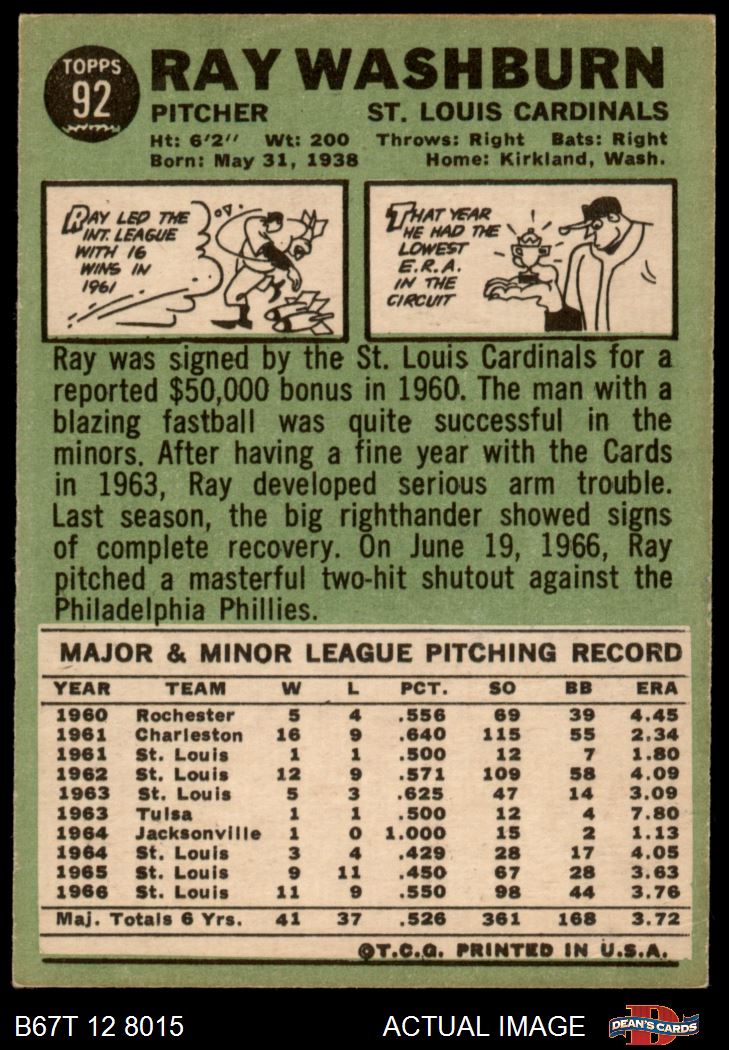 TOPPS
92
RAY WASHBURN
PITCHER ST. LOUIS CARDINALS
Ht: 6'2" Wt: 200 Throws: Right Bats: Right
Born: May 31, 1938 Home: Kirkland, Wash.
RAY LED THE
INT. LEAGUE
WITH 16
WINS IN
1961
THAT YEAR
HE HAD THE
LOWEST
E.R.A.
IN THE
CIRCUIT
Ray was signed by the St. Louis Cardinals for a
reported $50,000 bonus in 1960. The man with a
blazing fastball was quite successful in the
minors. After having a fine year with the Cards
in 1963, Ray developed serious arm trouble.
Last season, the big righthander showed signs
of complete recovery. On June 19, 1966, Ray
pitched a masterful two-hit shutout against the
Philadelphia Phillies.
MAJOR & MINOR LEAGUE PITCHING RECORD
YEAR TEAM W L PCT. SO BB ERA
1960 Rochester 5 4 .556 69 39 4.45
1961 Charleston 16 9 .640 115 55 2.34
1961 St. Louis 1 1 .500 12 7 1.80
1962 St. Louis 12 9 .571 109 58 4.09
1963 St. Louis 5 3 .625 47 14 3.09
1963 Tulsa 1 1 .500 12 4 7.80
1964 Jacksonville 1 0 1.000 15 2 1.13
1964 St. Louis 3 4 .429 28 17 4.05
1965 St. Louis 9 11 .450 67 28 3.63
1966 St. Louis 11 9 .550 98 44 3.76
Maj. Totals 6 Yrs. 41 37 .526 361 168 3.72
©T.C.G. PRINTED IN U.S.A.
B67T 12 8015 ACTUAL IMAGE
D
DEAN'S CARDS